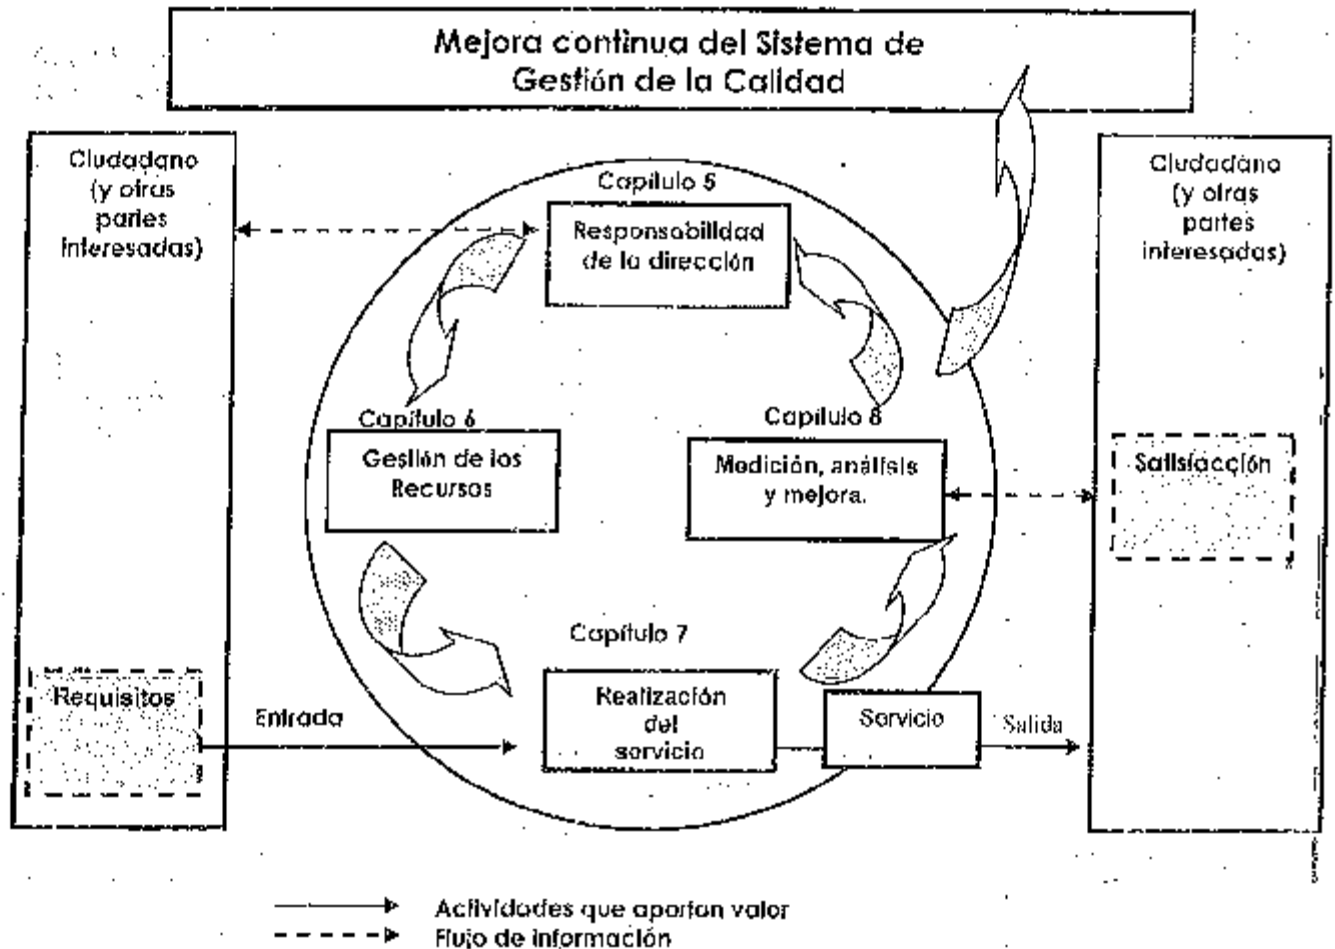 Mejora continua del Sistema de
Gestión de la Calidad
Ciudadano
(y otras
partes
interesadas)
Capítulo 5
Responsabilidad
de la dirección
Ciudadano
(y otras
partes
interesadas)
Capítulo 6
Gestión de los
Recursos
Capítulo 8
Medición, análisis
y mejora.
Satisfacción
Capítulo 7
Realización
del
servicio
Requisitos
Entrada
Servicio
Salida
Actividades que aportan valor
Flujo de información